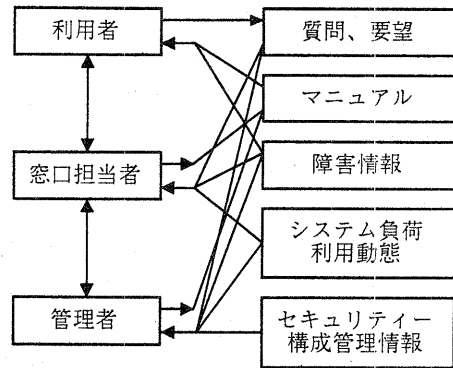 利用者
質問、要望
マニュアル
窓口担当者
障害情報
システム負荷
利用動態
管理者
セキュリティー
構成管理情報